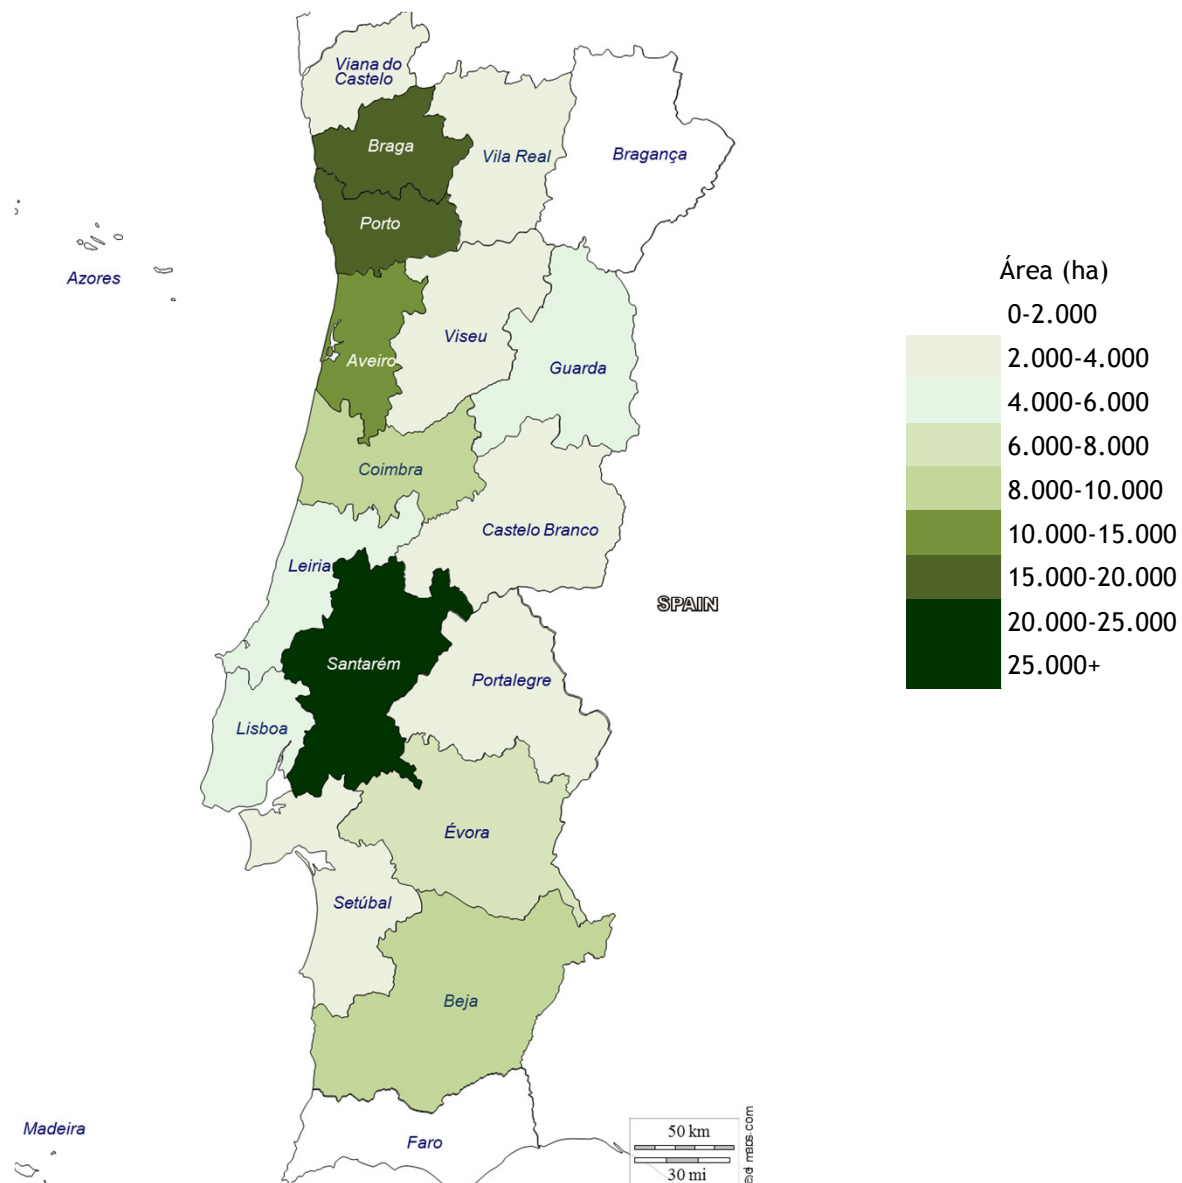 Viana do
Castelo
Braga
Vila Real
Bragança
Porto
Azores
Área (ha)
0-2.000
2.000-4.000
4.000-6.000
6.000-8.000
8.000-10.000
10.000-15.000
15.000-20.000
20.000-25.000
25.000+
Viseu
Aveiro
Guarda
Coimbra
Castelo Branco
Leiria
SPAIN
Santarém
Portalegre
Lisboa
Évora
Setúbal
Beja
Madeira
Faro
50 km
30 mi
©d-maps.com